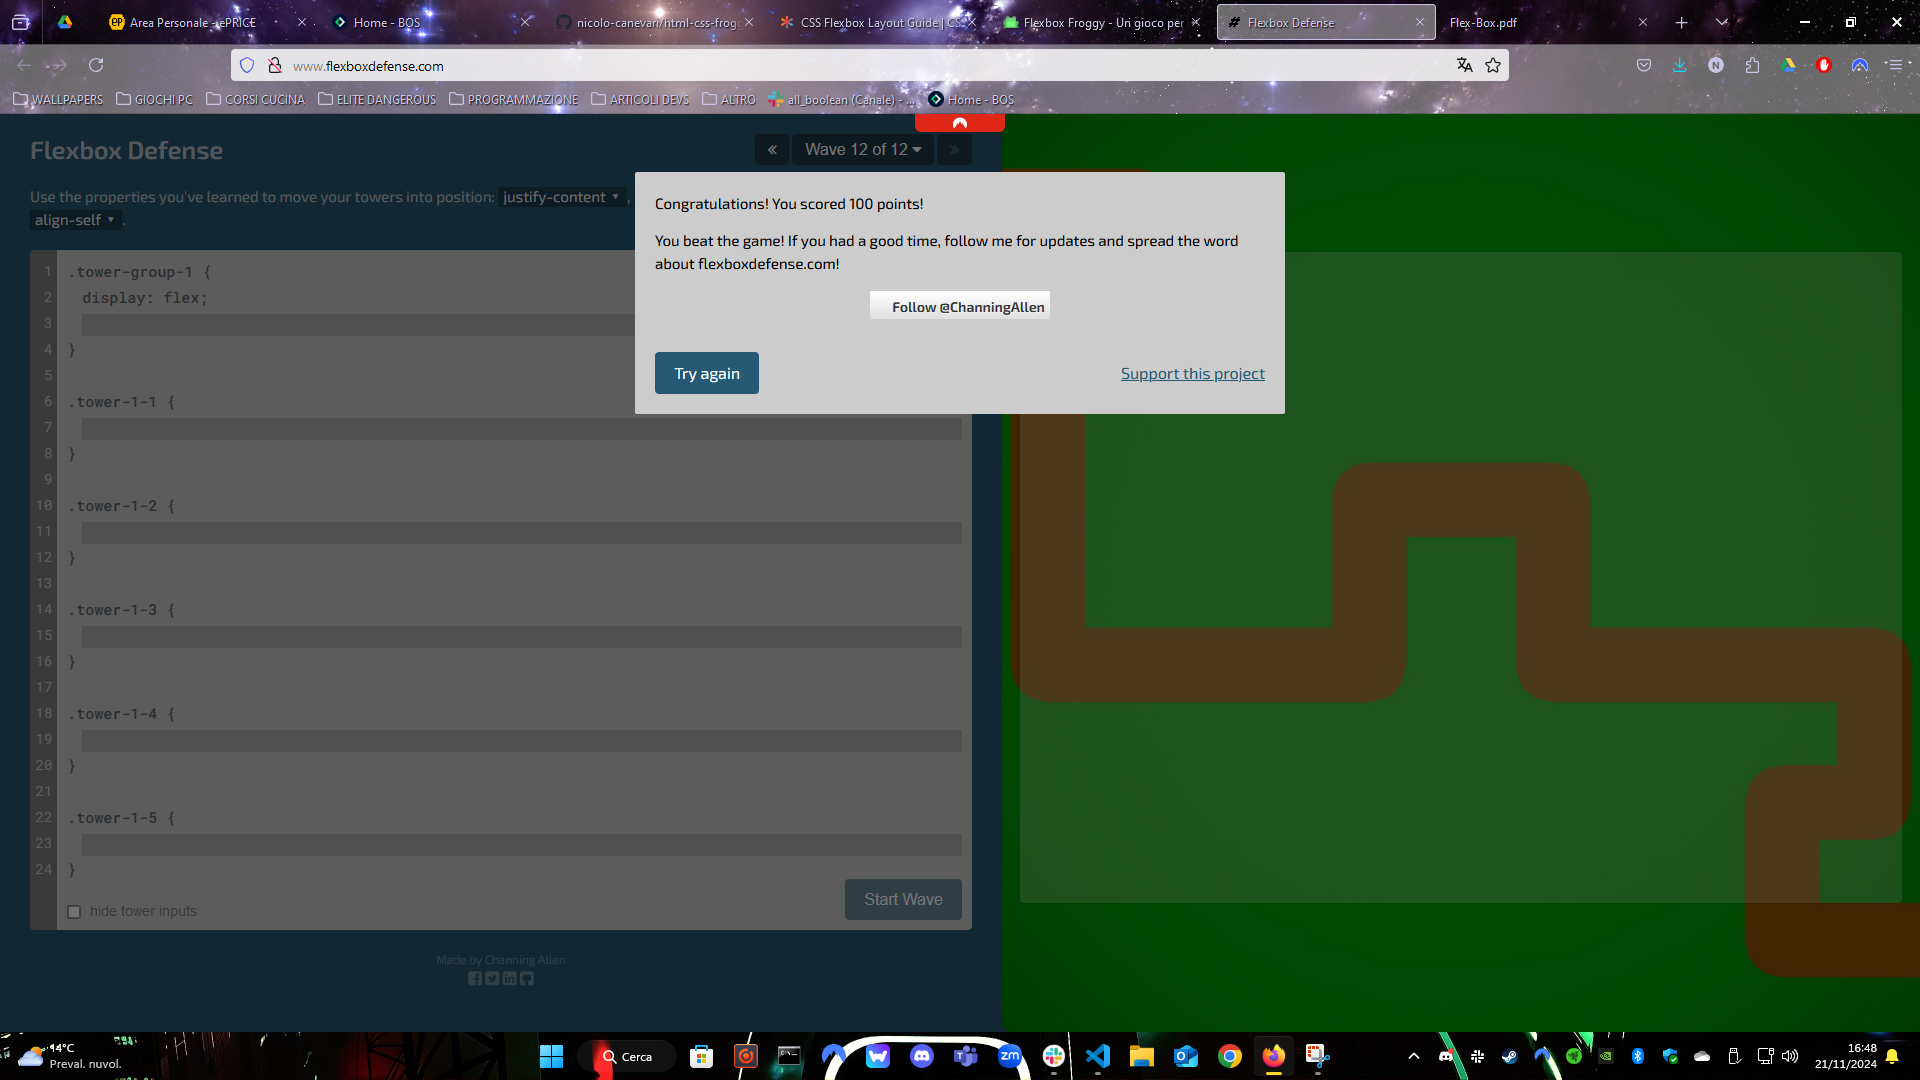 Area Personale - ePRICE
Home - BOS
nicolo-canevari/html-css-frog
CSS Flexbox Layout Guide | CS
Flexbox Froggy - Un gioco per
Flexbox Defense
Flex-Box.pdf
www.flexboxdefense.com
WALLPAPERS
GIOCHI PC
CORSI CUCINA
ELITE DANGEROUS
PROGRAMMAZIONE
ARTICOLI DEVS
ALTRO
all_boolean (Canale) - ...
Home - BOS
Flexbox Defense
« Wave 12 of 12 »
Use the properties you've learned to move your towers into position: justify-content ,
align-self .
Congratulations! You scored 100 points!
You beat the game! If you had a good time, follow me for updates and spread the word
about flexboxdefense.com!
Follow @ChanningAllen
Try again
Support this project
1 .tower-group-1 {
2 display: flex;
3
4 }
5
6 .tower-1-1 {
7
8 }
9
10 .tower-1-2 {
11
12 }
13
14 .tower-1-3 {
15
16 }
17
18 .tower-1-4 {
19
20 }
21
22 .tower-1-5 {
23
24 }
hide tower inputs
Start Wave
Made by Channing Allen
14°C
Preval. nuvol.
Cerca
zm
16:48
21/11/2024